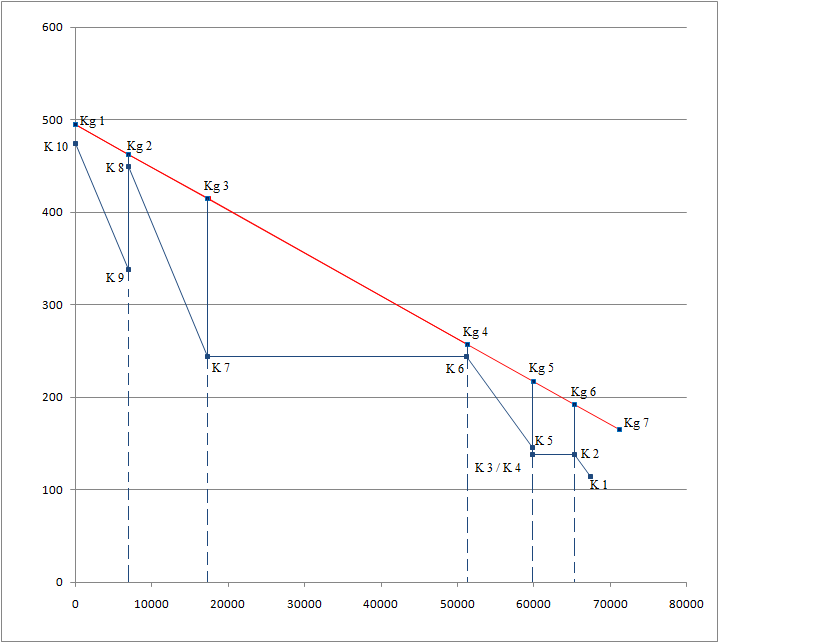 600
500
Kg 1
K 10
Kg 2
K 8
Kg 3
400
K 9
300
Kg 4
K 7
K 6
Kg 5
Kg 6
200
Kg 7
K 5
K 2
K 3 / K 4
K 1
100
0
0 10000 20000 30000 40000 50000 60000 70000 80000